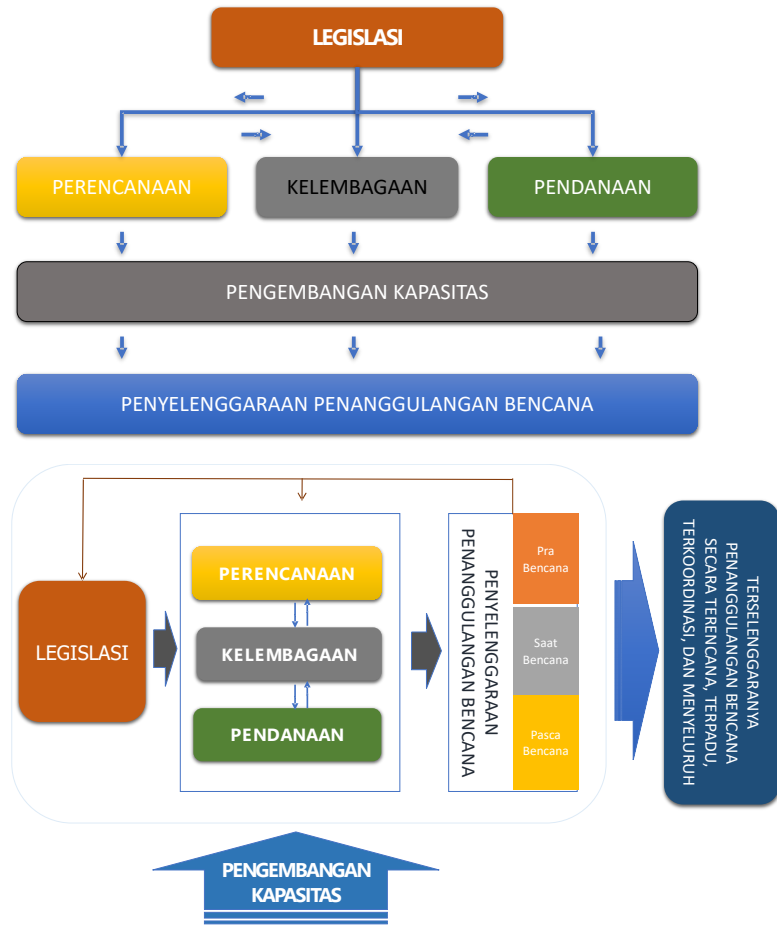 LEGISLASI
PERENCANAAN
KELEMBAGAAN
PENDANAAN
PENGEMBANGAN KAPASITAS
PENYELENGGARAAN PENANGGULANGAN BENCANA
LEGISLASI
PERENCANAAN
KELEMBAGAAN
PENDANAAN
PENYELENGGARAAN
PENANGGULANGAN BENCANA
Pra
Bencana
Saat
Bencana
Pasca
Bencana
TERSELENGGARANYA
PENANGGULANGAN BENCANA
SECARA TERENCANA, TERPADU,
TERKOORDINASI, DAN MENYELURUH
PENGEMBANGAN
KAPASITAS